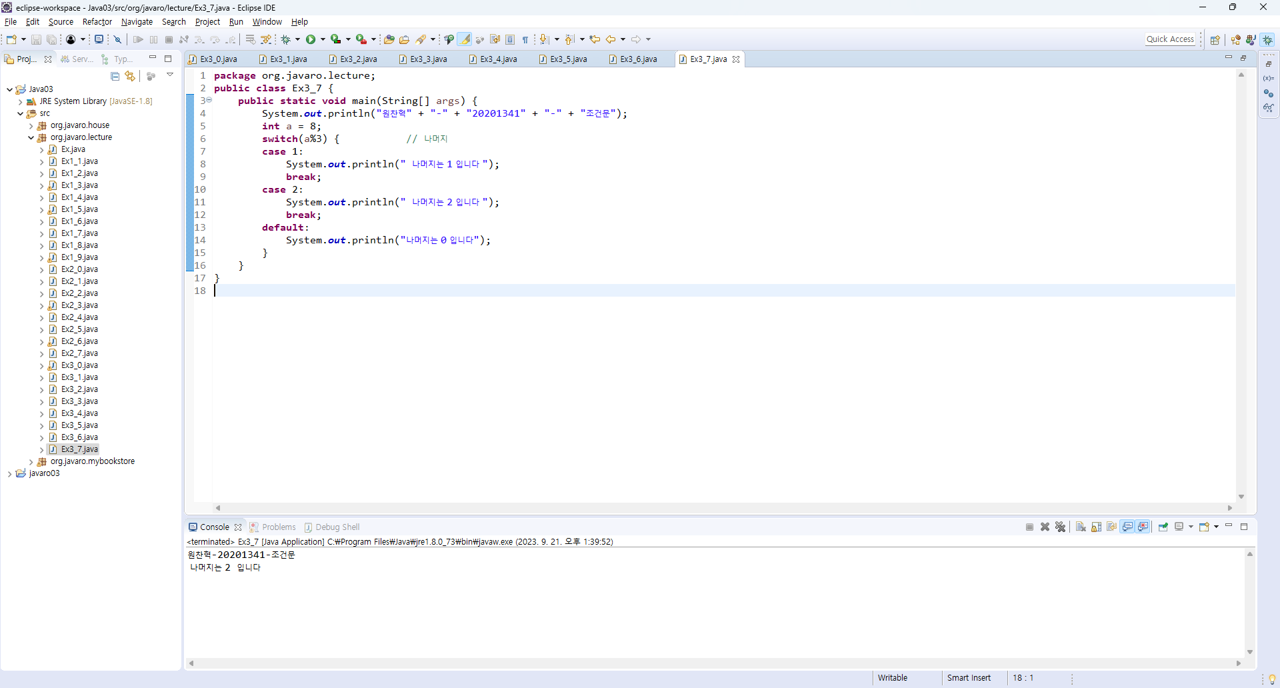 eclipse-workspace - Java03/src/org/javaro/lecture/Ex3_7.java - Eclipse IDE
File Edit Source Refactor Navigate Search Project Run Window Help
Quick Access
Proj... Serv... Typ...
Ex3_0.java Ex3_1.java Ex3_2.java Ex3_3.java Ex3_4.java Ex3_5.java Ex3_6.java Ex3_7.java
Java03
JRE System Library [JavaSE-1.8]
src
org.javaro.house
org.javaro.lecture
Ex.java
Ex1_1.java
Ex1_2.java
Ex1_3.java
Ex1_4.java
Ex1_5.java
Ex1_6.java
Ex1_7.java
Ex1_8.java
Ex1_9.java
Ex2_0.java
Ex2_1.java
Ex2_2.java
Ex2_3.java
Ex2_4.java
Ex2_5.java
Ex2_6.java
Ex2_7.java
Ex3_0.java
Ex3_1.java
Ex3_2.java
Ex3_3.java
Ex3_4.java
Ex3_5.java
Ex3_6.java
Ex3_7.java
org.javaro.mybookstore
javaro03
1 package org.javaro.lecture;
2 public class Ex3_7 {
3 public static void main(String[] args) {
4 System.out.println("원찬혁" + "-" + "20201341" + "-" + "조건문");
5 int a = 8;
6 switch(a%3) { // 나머지
7 case 1:
8 System.out.println(" 나머지는 1 입니다 ");
9 break;
10 case 2:
11 System.out.println(" 나머지는 2 입니다 ");
12 break;
13 default:
14 System.out.println("나머지는 0 입니다");
15 }
16 }
17 }
18
Console Problems Debug Shell
<terminated> Ex3_7 [Java Application] C:₩Program Files₩Java₩jre1.8.0_73₩bin₩javaw.exe (2023. 9. 21. 오후 1:39:52)
원찬혁-20201341-조건문
나머지는 2 입니다
Writable Smart Insert 18 : 1